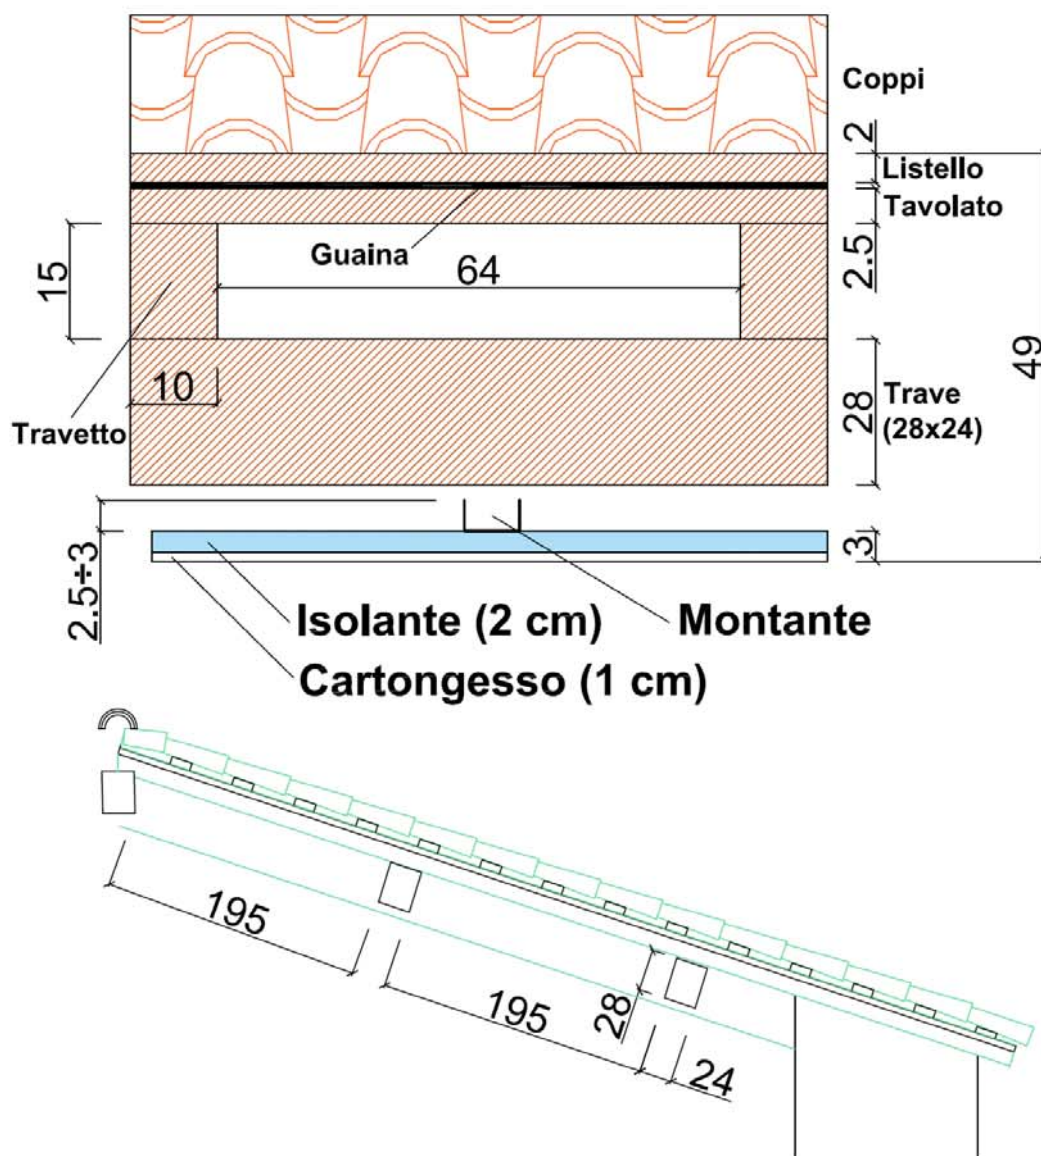 Coppi
2
Listello
Tavolato
Guaina
2.5
15
64
49
10
28
Trave
(28x24)
Travetto
2.5÷3
3
Isolante (2 cm)
Montante
Cartongesso (1 cm)
195
195
28
24